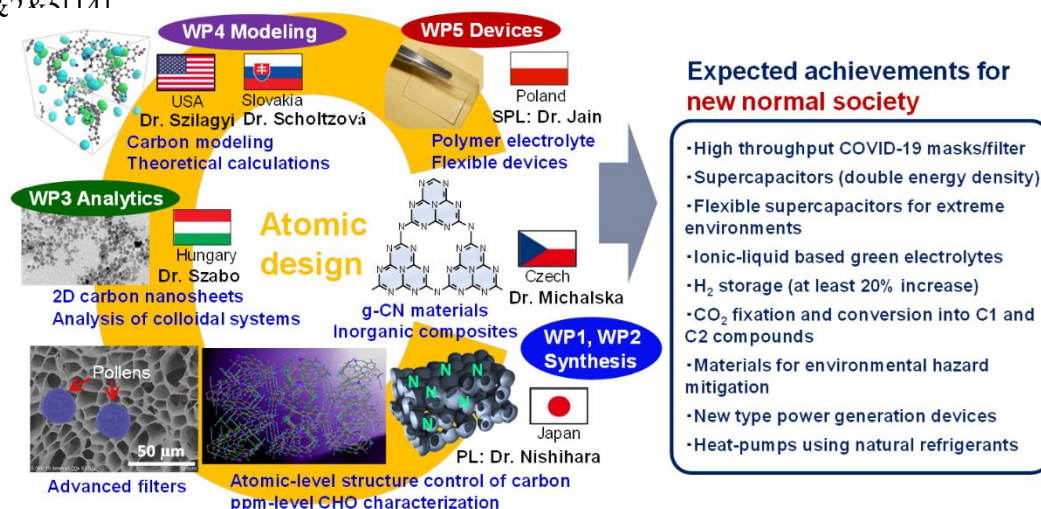 WP4 Modeling
WP5 Devices
USA
Slovakia
Dr. Szilagyi
Dr. Scholtzová
Carbon modeling
Theoretical calculations
Poland
SPL: Dr. Jain
Polymer electrolyte
Flexible devices
WP3 Analytics
Hungary
Dr. Szabo
2D carbon nanosheets
Analysis of colloidal systems
Atomic
design
Czech
Dr. Michalska
g-CN materials
Inorganic composites
WP1, WP2
Synthesis
Pollens
50 µm
Advanced filters
N N N N N
Japan
PL: Dr. Nishihara
Atomic-level structure control of carbon
ppm-level CHO characterization
Expected achievements for
new normal society
・High throughput COVID-19 masks/filter
・Supercapacitors (double energy density)
・Flexible supercapacitors for extreme
environments
・Ionic-liquid based green electrolytes
・H₂ storage (at least 20% increase)
・CO₂ fixation and conversion into C1 and
C2 compounds
・Materials for environmental hazard
mitigation
・New type power generation devices
・Heat-pumps using natural refrigerants